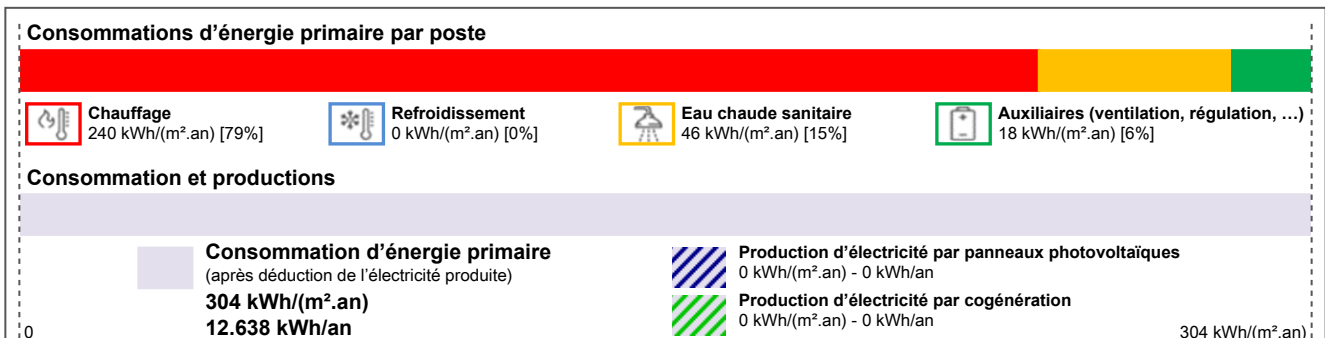 Consommations d'énergie primaire par poste
Chauffage
240 kWh/(m².an) [79%]
Refroidissement
0 kWh/(m².an) [0%]
Eau chaude sanitaire
46 kWh/(m².an) [15%]
Auxiliaires (ventilation, régulation, …)
18 kWh/(m².an) [6%]
Consommation et productions
Consommation d'énergie primaire
(après déduction de l'électricité produite)
304 kWh/(m².an)
12.638 kWh/an
Production d'électricité par panneaux photovoltaïques
0 kWh/(m².an) - 0 kWh/an
Production d'électricité par cogénération
0 kWh/(m².an) - 0 kWh/an
0
304 kWh/(m².an)